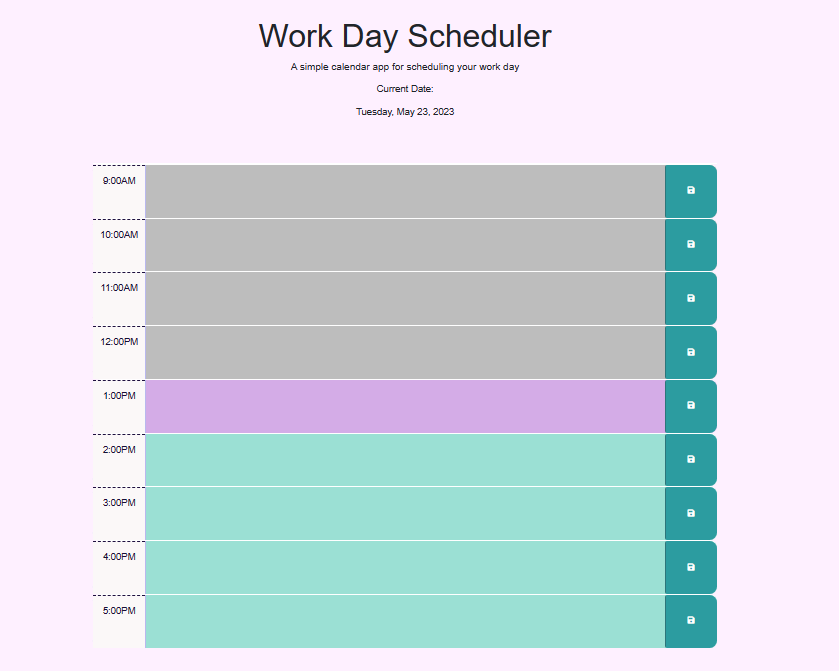 Work Day Scheduler
A simple calendar app for scheduling your work day
Current Date:
Tuesday, May 23, 2023
9:00AM
10:00AM
11:00AM
12:00PM
1:00PM
2:00PM
3:00PM
4:00PM
5:00PM